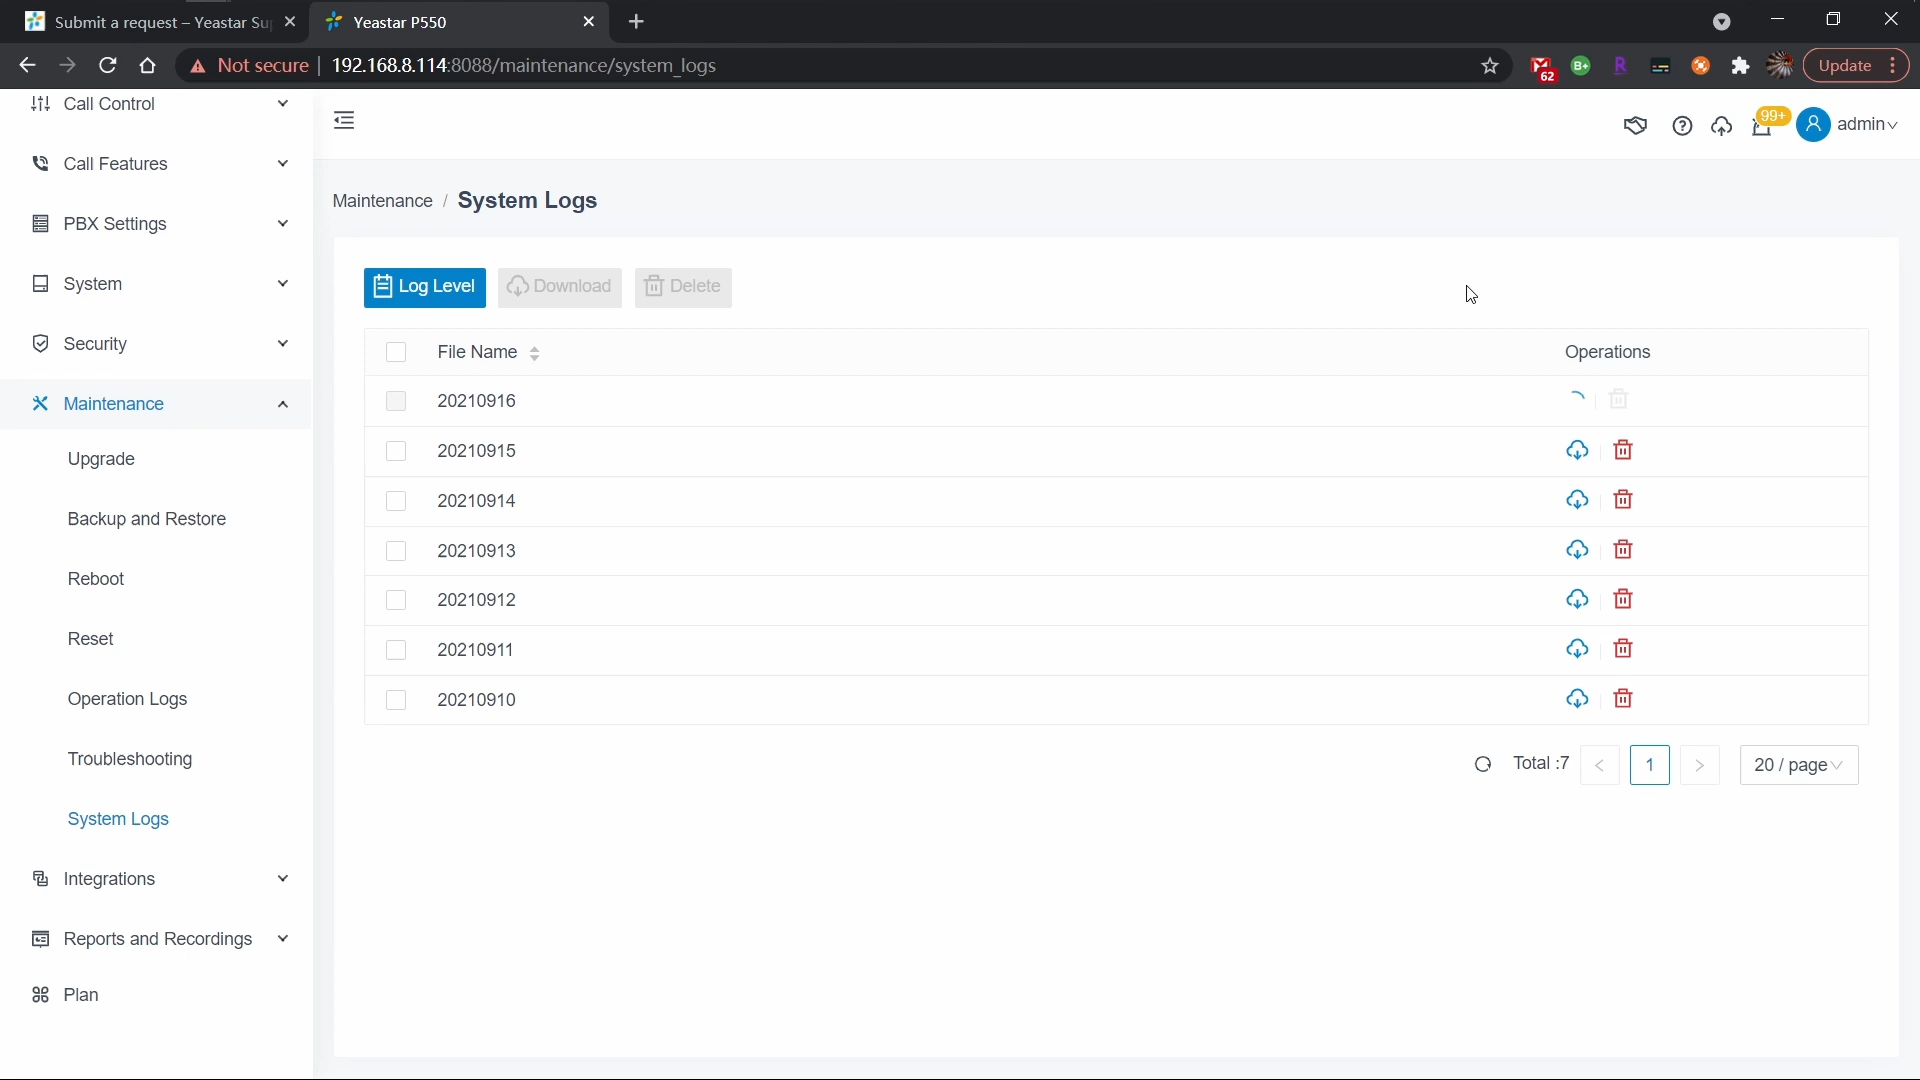 Submit a request – Yeastar Su
Yeastar P550
Not secure
192.168.8.114:8088/maintenance/system_logs
62
B+
R
Update
Call Control
Call Features
PBX Settings
System
Security
Maintenance
Upgrade
Backup and Restore
Reboot
Reset
Operation Logs
Troubleshooting
System Logs
Integrations
Reports and Recordings
Plan
99+
admin
Maintenance / System Logs
Log Level
Download
Delete
File Name
Operations
20210916
20210915
20210914
20210913
20210912
20210911
20210910
Total :7
<
1
>
20 / page